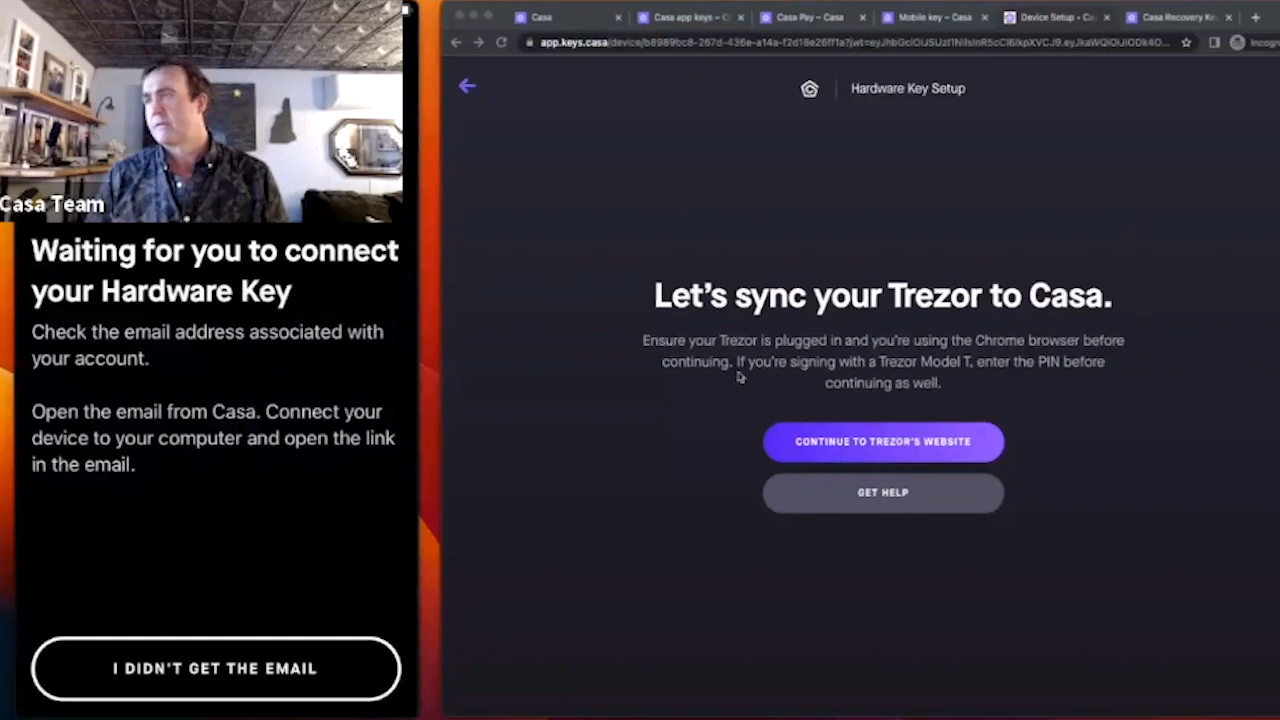 Casa Team
Waiting for you to connect
your Hardware Key
Check the email address associated with
your account.
Open the email from Casa. Connect your
device to your computer and open the link
in the email.
I DIDN'T GET THE EMAIL
Casa
Casa app keys – C
Casa Pay – Casa
Mobile key – Casa
Device Setup • Ca
Casa Recovery Ke
Hardware Key Setup
Let's sync your Trezor to Casa.
Ensure your Trezor is plugged in and you're using the Chrome browser before
continuing. If you're signing with a Trezor Model T, enter the PIN before
continuing as well.
CONTINUE TO TREZOR'S WEBSITE
GET HELP